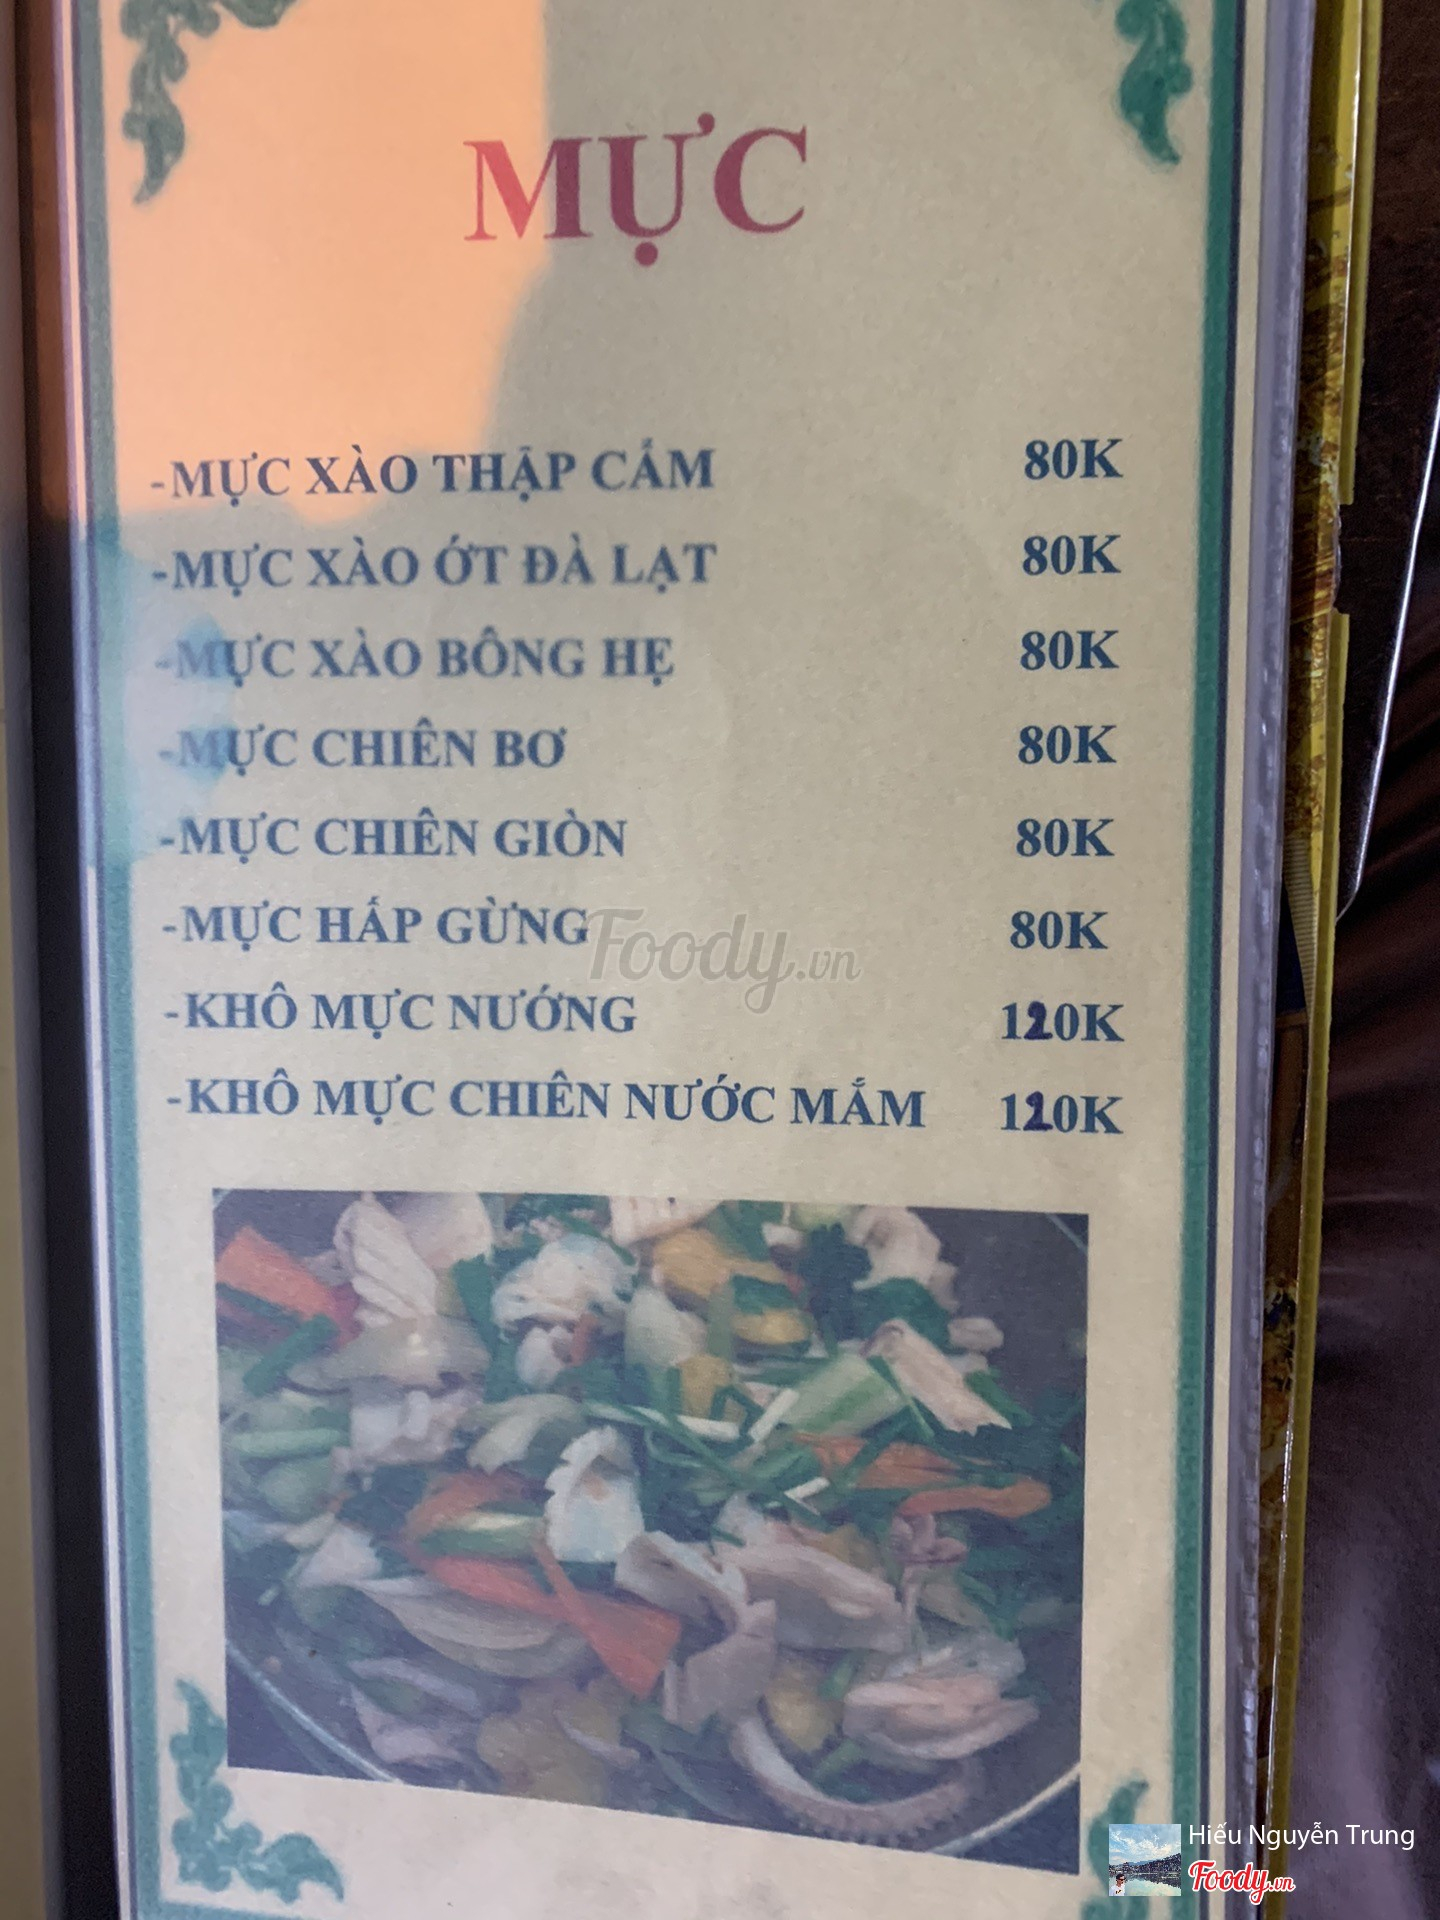 MỰC
-MỰC XÀO THẬP CẨM 80K
-MỰC XÀO ỚT ĐÀ LẠT 80K
-MỰC XÀO BÔNG HẸ 80K
-MỰC CHIÊN BƠ 80K
-MỰC CHIÊN GIÒN 80K
-MỰC HẤP GỪNG 80K
-KHÔ MỰC NƯỚNG 120K
-KHÔ MỰC CHIÊN NƯỚC MẮM 120K
Foody.vn
Hiếu Nguyễn Trung
Foody.vn